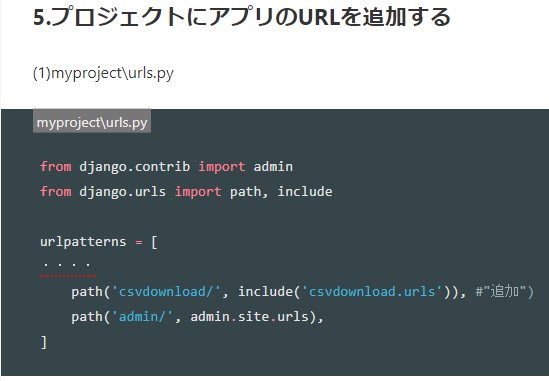 5.プロジェクトにアプリのURLを追加する
(1)myproject\urls.py
myproject\urls.py
from django.contrib import admin
from django.urls import path, include
urlpatterns = [
・・・・
path('csvdownload/', include('csvdownload.urls')), #"追加")
path('admin/', admin.site.urls),
]